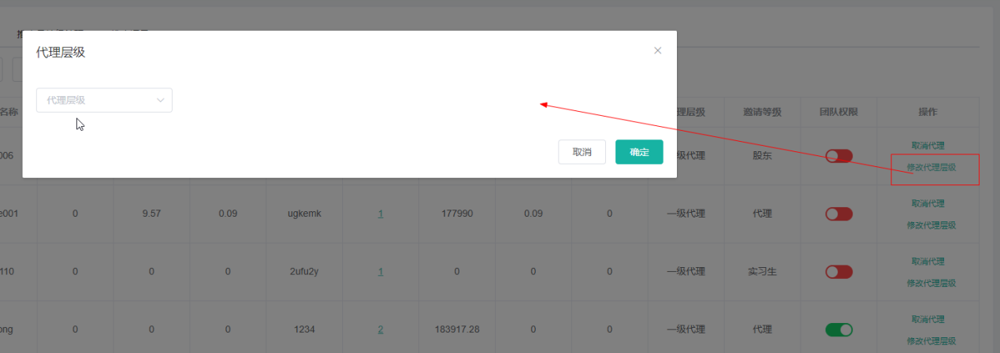 代理层级
代理层级
取消 确定
名称 理层级 邀请等级 团队权限 操作
006 级代理 股东 取消代理
修改代理层级
e001 0 9.57 0.09 ugkemk 1 177990 0.09 0 一级代理 代理 取消代理
修改代理层级
110 0 0 0 2ufu2y 1 0 0 0 一级代理 实习生 取消代理
修改代理层级
ong 0 0 0 1234 2 183917.28 0 0 一级代理 代理 取消代理
修改代理层级